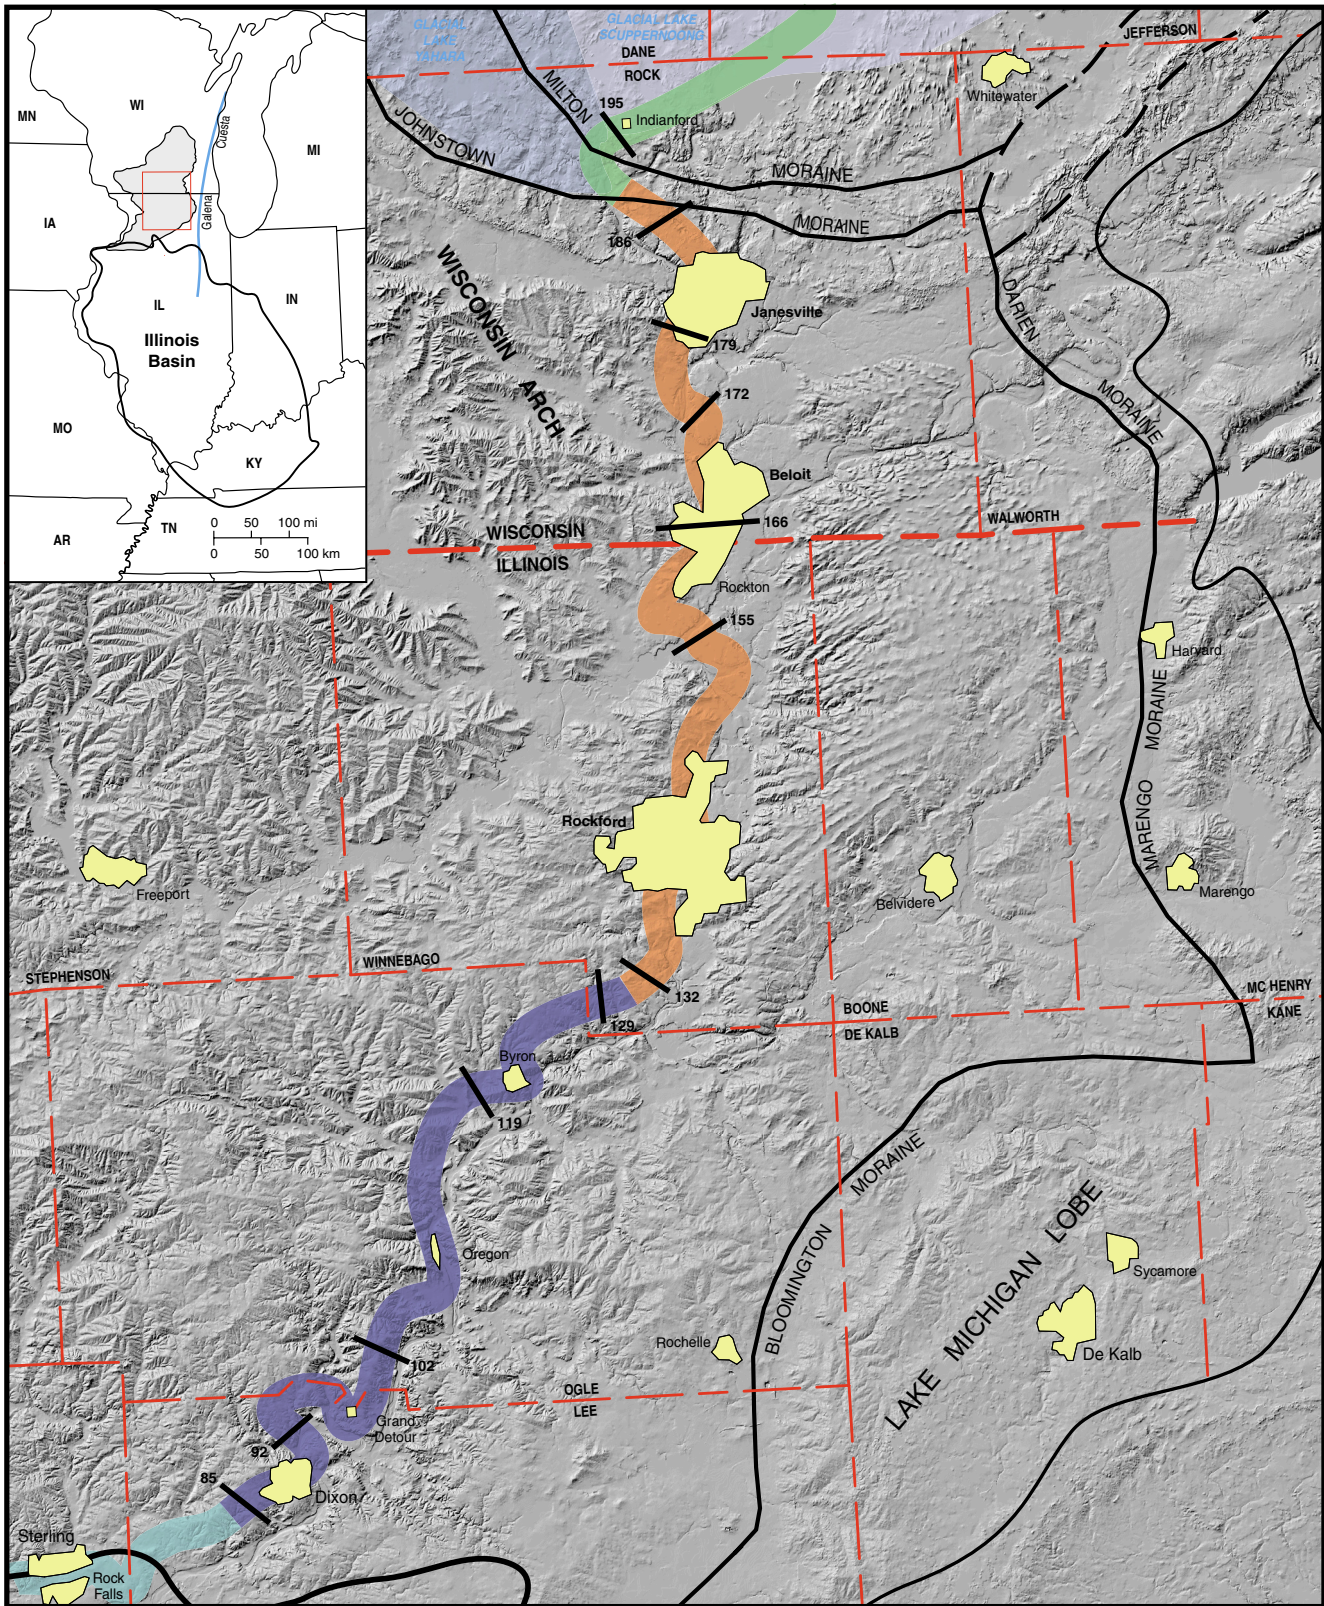 GLACIAL
LAKE
YAHARA
GLACIAL LAKE
SCUPPERNONG
DANE
ROCK
JEFFERSON
Whitewater
MILTON
195
Indianford
JOHNSTOWN
MORAINE
MORAINE
186
WISCONSIN ARCH
Janesville
179
DARIEN
MORAINE
172
Beloit
166
WISCONSIN
ILLINOIS
WALWORTH
Rockton
155
Harvard
MARENGO MORAINE
Rockford
Freeport
Belvidere
Marengo
STEPHENSON
WINNEBAGO
132
129
BOONE
DE KALB
MC HENRY
KANE
Byron
119
BLOOMINGTON
MORAINE
Oregon
LAKE MICHIGAN LOBE
Sycamore
De Kalb
Rochelle
102
OGLE
LEE
Grand
Detour
92
85
Dixon
Sterling
Rock
Falls
MN
WI
MI
Cuesta
Galena
IA
IL
IN
Illinois
Basin
MO
KY
AR
TN
0 50 100 mi
0 50 100 km